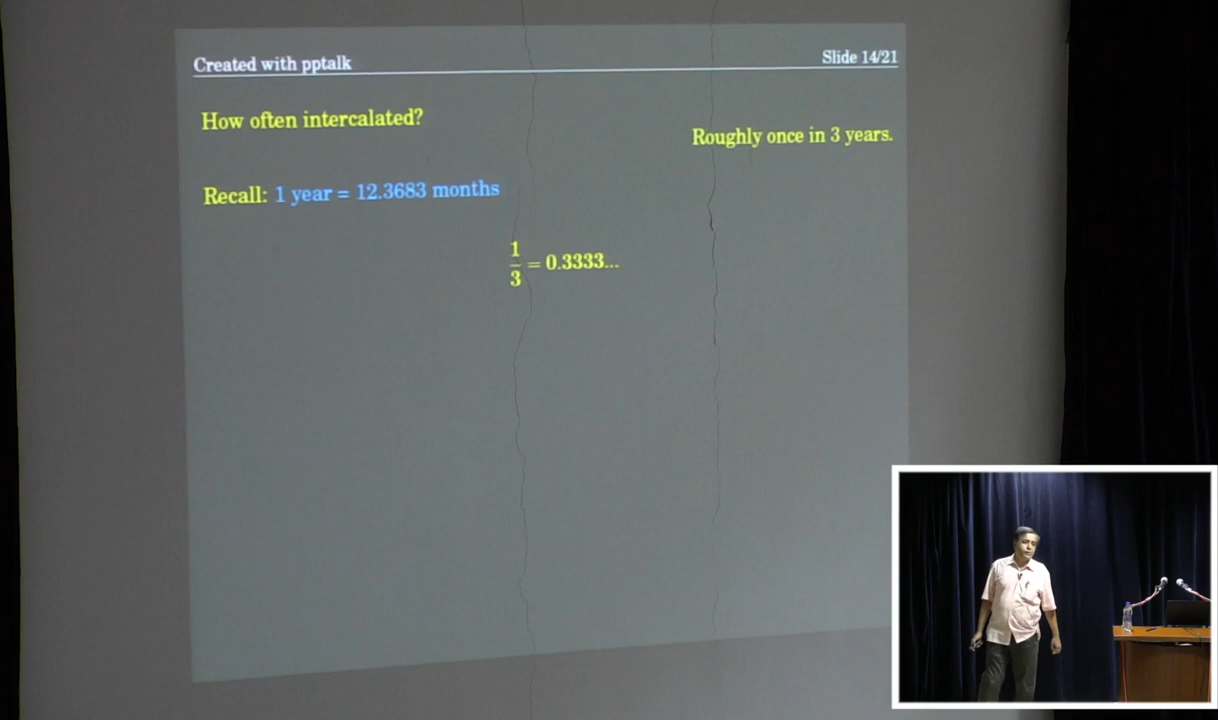 Created with pptalk
Slide 14/21
How often intercalated?
Roughly once in 3 years.
Recall: 1 year = 12.3683 months
1/3 = 0.3333...